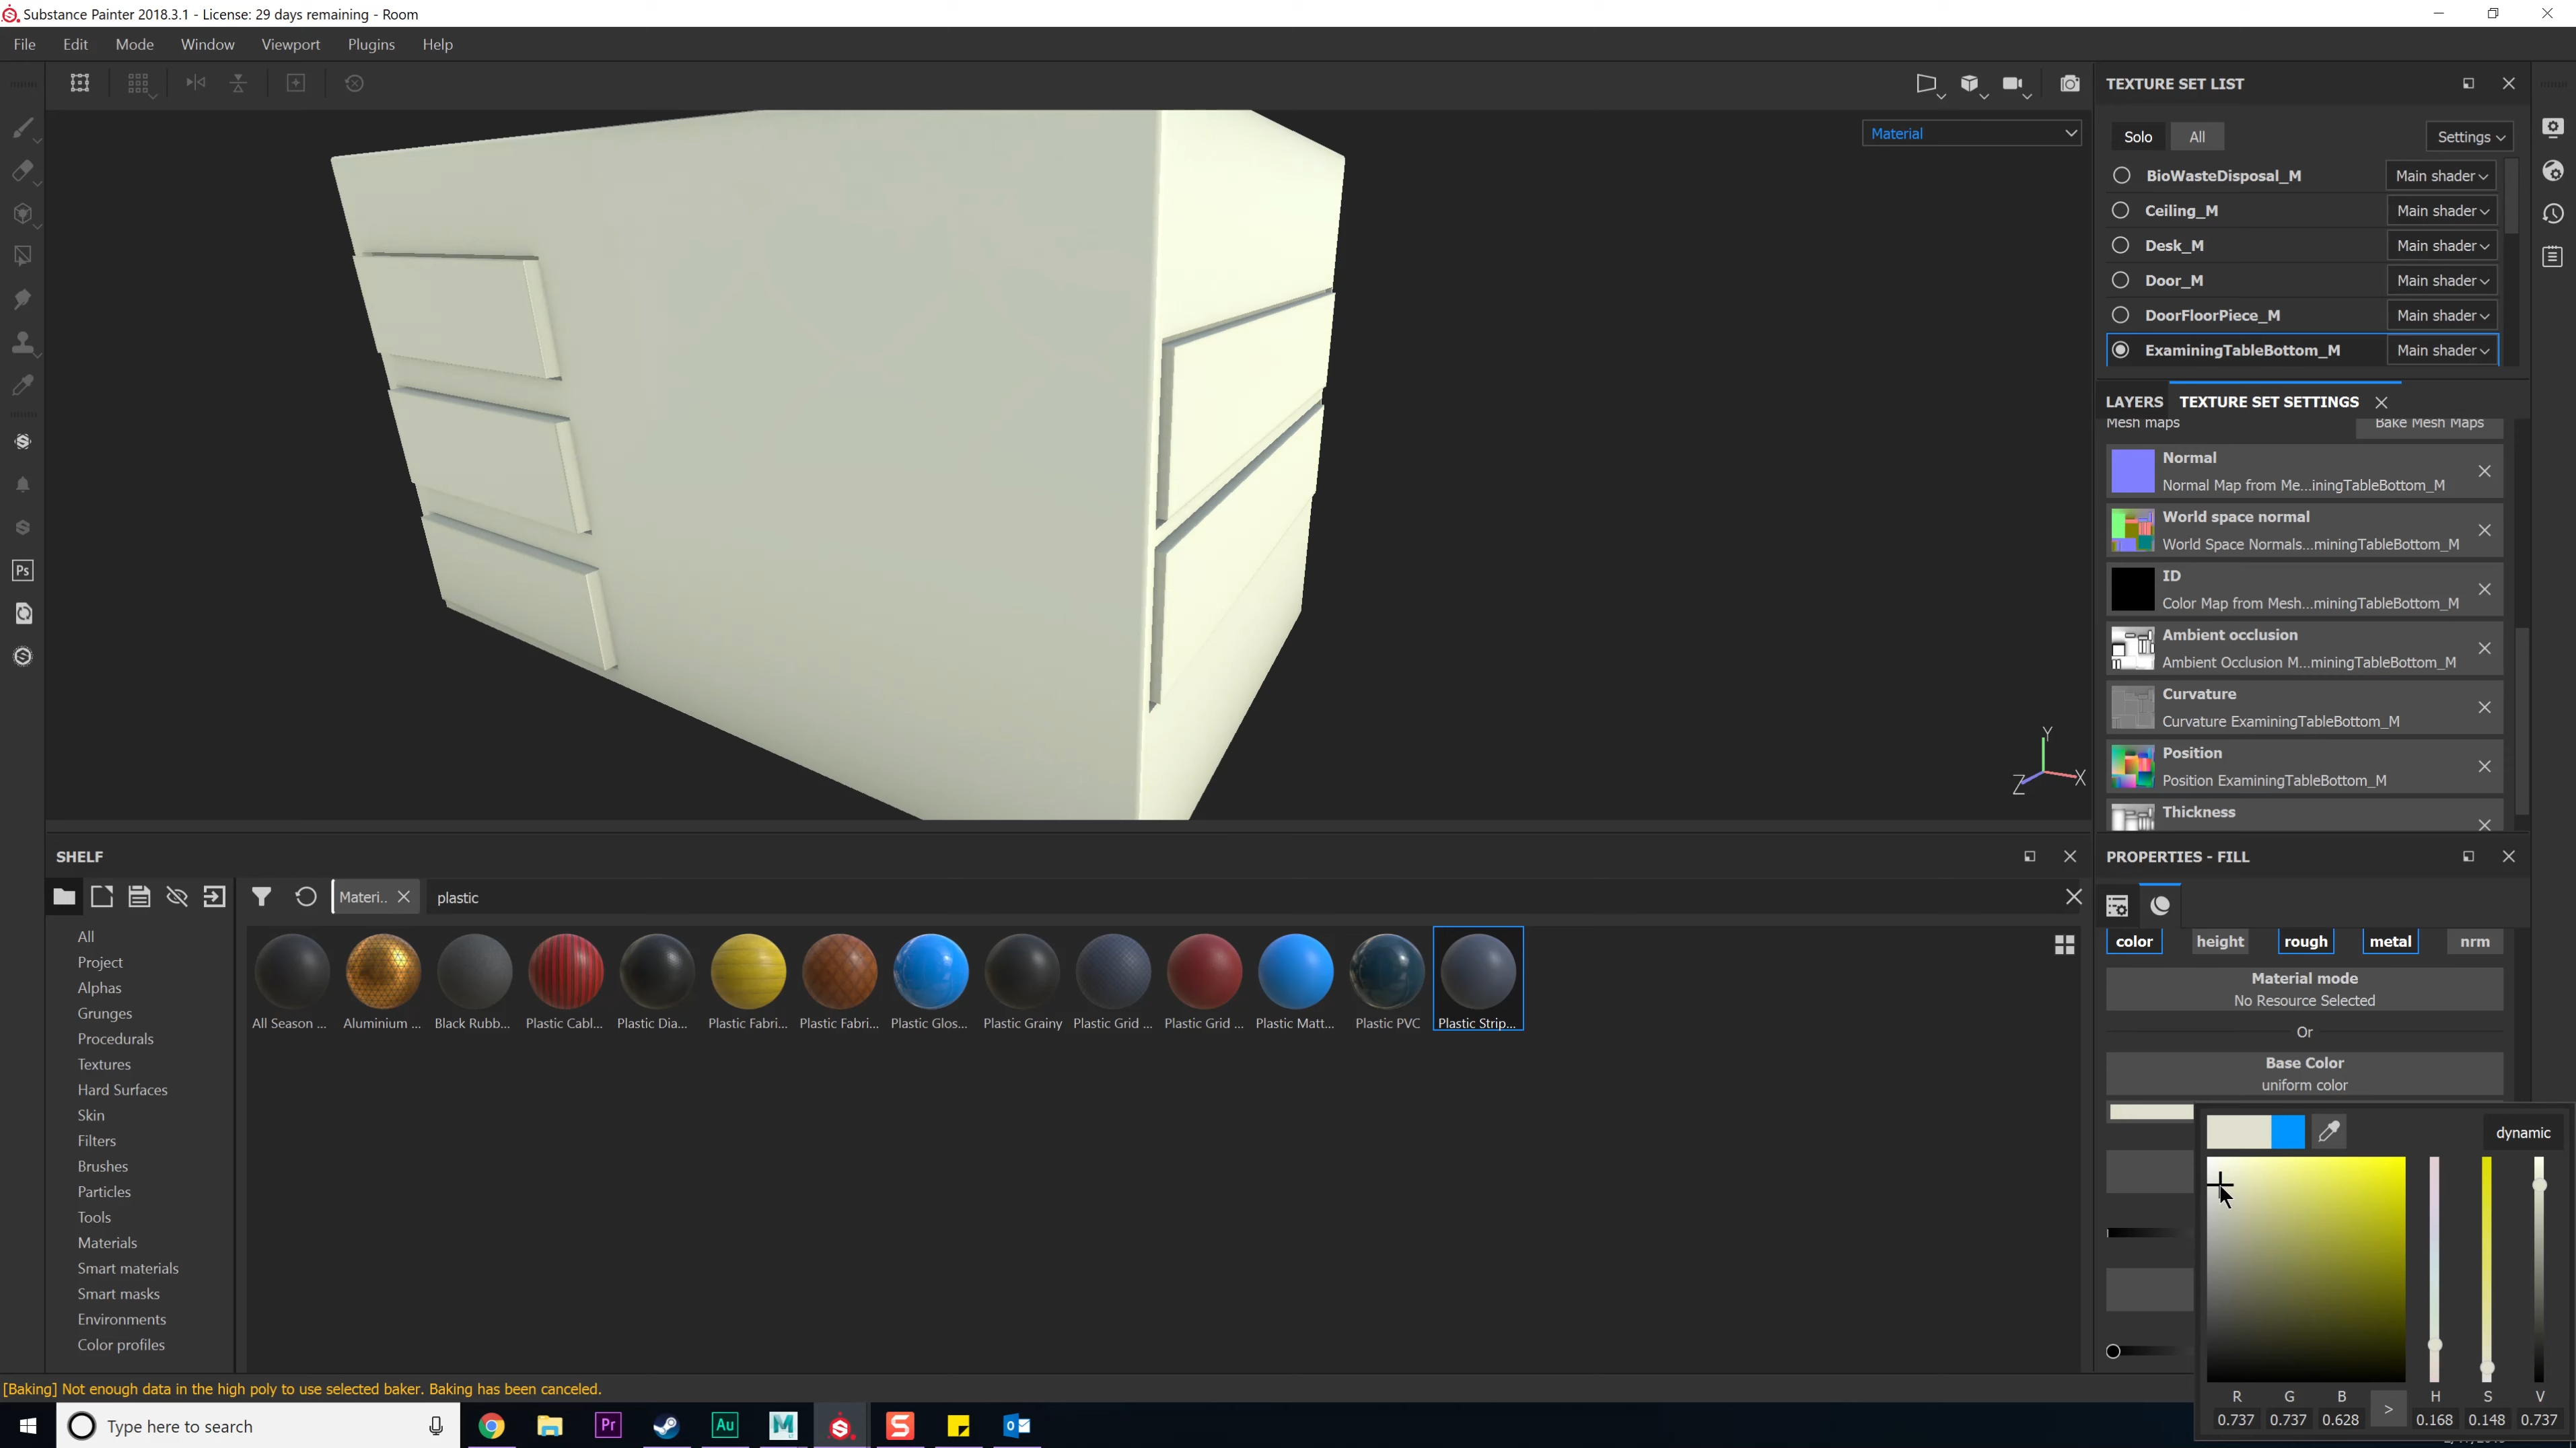 Substance Painter 2018.3.1 - License: 29 days remaining - Room
File Edit Mode Window Viewport Plugins Help
Material
TEXTURE SET LIST
Solo All Settings
BioWasteDisposal_M Main shader
Ceiling_M Main shader
Desk_M Main shader
Door_M Main shader
DoorFloorPiece_M Main shader
ExaminingTableBottom_M Main shader
LAYERS TEXTURE SET SETTINGS
Mesh maps Bake Mesh Maps
Normal
Normal Map from Me...iningTableBottom_M
World space normal
World Space Normals...miningTableBottom_M
ID
Color Map from Mesh...miningTableBottom_M
Ambient occlusion
Ambient Occlusion M...miningTableBottom_M
Curvature
Curvature ExaminingTableBottom_M
Position
Position ExaminingTableBottom_M
Thickness
Y
Z X
Ps
SHELF
Materi.. plastic
All
Project
Alphas
Grunges
Procedurals
Textures
Hard Surfaces
Skin
Filters
Brushes
Particles
Tools
Materials
Smart materials
Smart masks
Environments
Color profiles
All Season ... Aluminium ... Black Rubb... Plastic Cabl... Plastic Dia... Plastic Fabri... Plastic Fabri... Plastic Glos... Plastic Grainy Plastic Grid ... Plastic Grid ... Plastic Matt... Plastic PVC Plastic Strip...
PROPERTIES - FILL
color height rough metal nrm
Material mode
No Resource Selected
Or
Base Color
uniform color
dynamic
R G B H S V
0.737 0.737 0.628 > 0.168 0.148 0.737
[Baking] Not enough data in the high poly to use selected baker. Baking has been canceled.
Type here to search
Pr Au M S